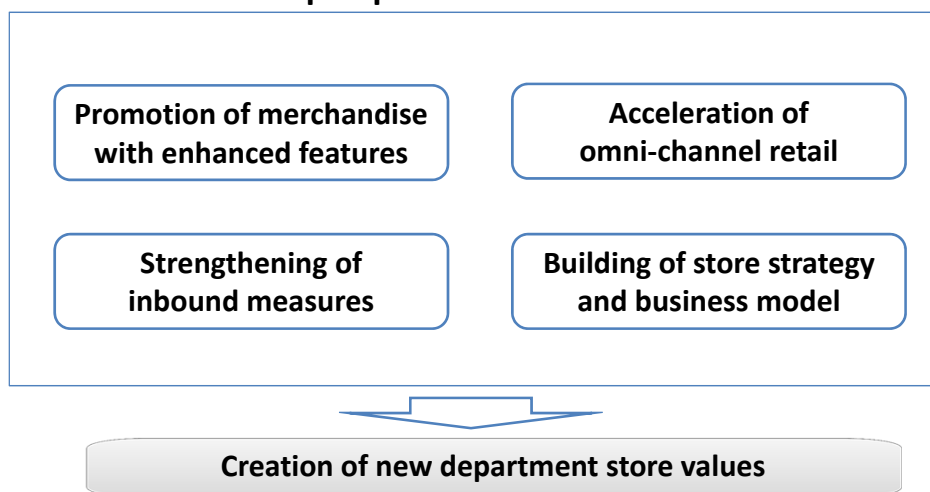 Promotion of merchandise
with enhanced features
Acceleration of
omni-channel retail
Strengthening of
inbound measures
Building of store strategy
and business model
Creation of new department store values